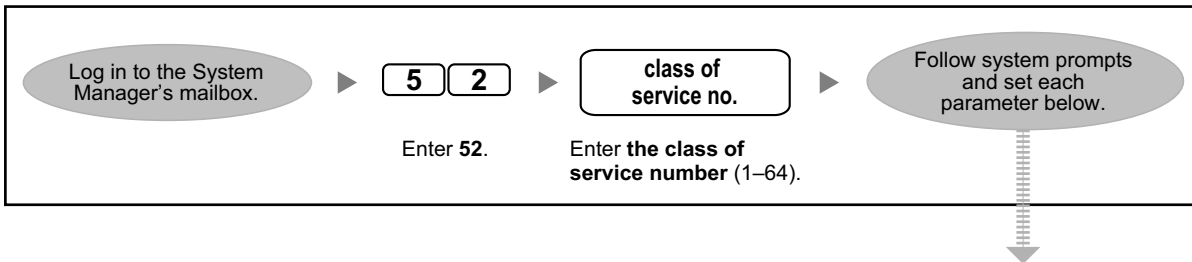 Log in to the System
Manager’s mailbox.
5 2
class of
service no.
Follow system prompts
and set each
parameter below.
Enter 52.
Enter the class of
service number (1–64).